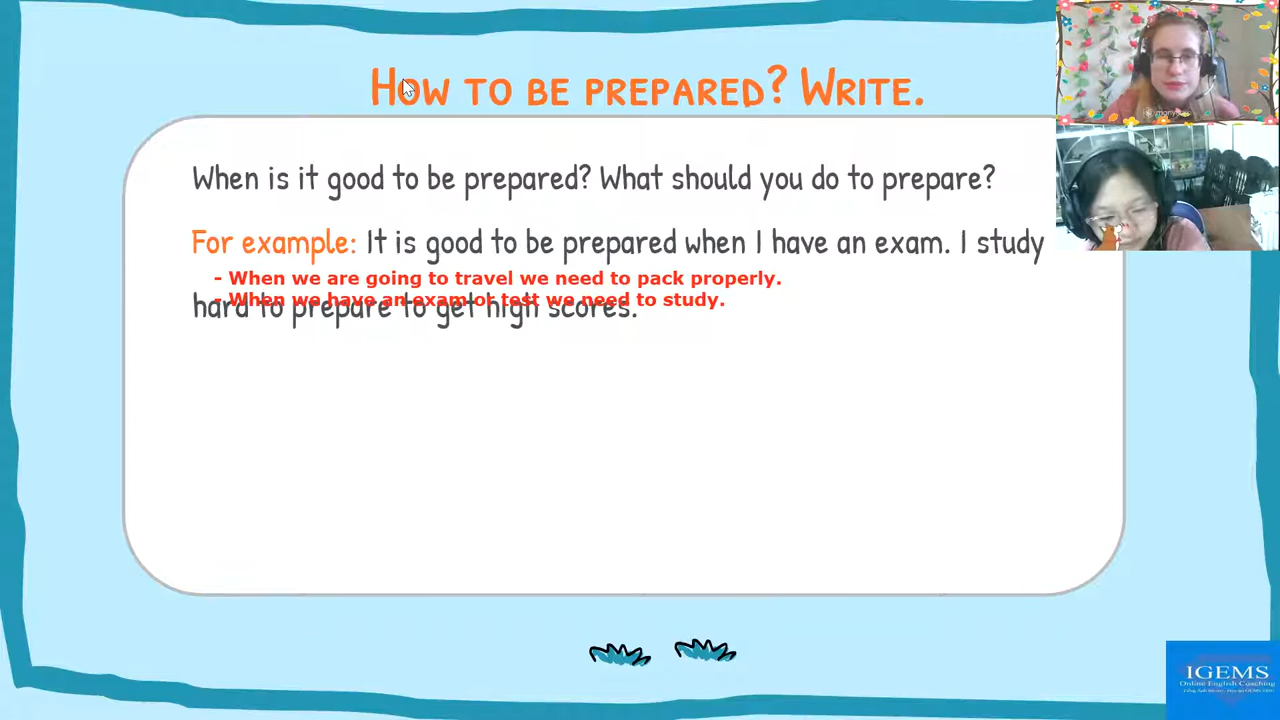 How to be prepared? Write.
When is it good to be prepared? What should you do to prepare?
For example: It is good to be prepared when I have an exam. I study
- When we are going to travel we need to pack properly.
- When we have an exam or test we need to study.
hard to prepare to get high scores.
IGEMS
Online English Coaching